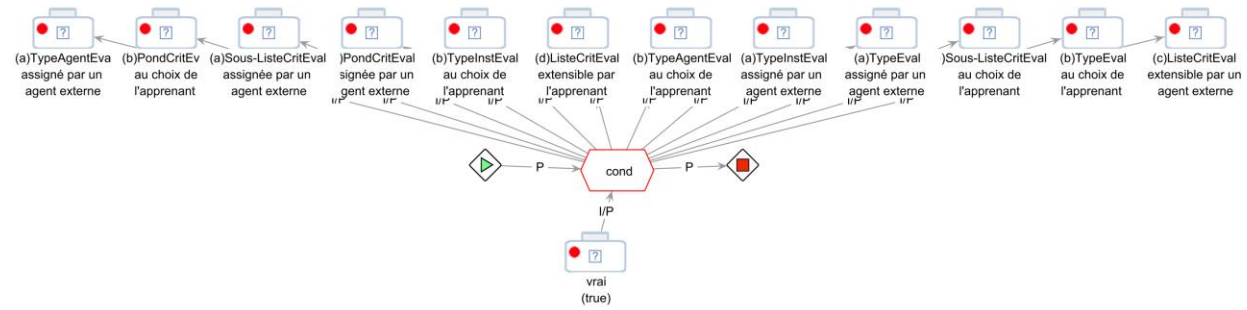 (a)TypeAgentEva
assigné par un
agent externe
(b)PondCritEv
au choix de
l'apprenant
(a)Sous-ListeCritEval
assignée par un
agent externe
)PondCritEval
signée par un
gent externe
(b)TypeInstEval
au choix de
l'apprenant
(d)ListeCritEval
extensible par
l'apprenant
(b)TypeAgentEval
au choix de
l'apprenant
(a)TypeInstEval
assigné par un
agent externe
(a)TypeEval
assigné par un
agent externe
)Sous-ListeCritEval
au choix de
l'apprenant
(b)TypeEval
au choix de
l'apprenant
(c)ListeCritEval
extensible par un
agent externe
I/P
I/P
I/P
I/P
I/P
I/P
I/P
I/P
I/P
I/P
P
cond
P
I/P
vrai
(true)